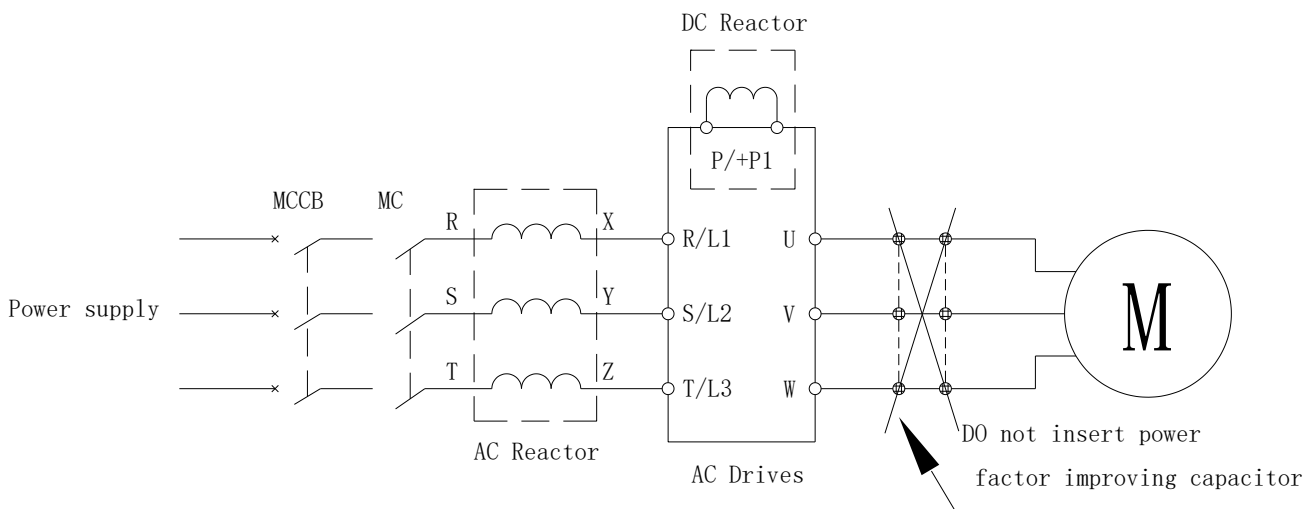 DC Reactor
P/+P1
MCCB
MC
R
X
R/L1
U
Power supply
S
Y
S/L2
V
M
T
Z
T/L3
W
AC Reactor
AC Drives
DO not insert power
factor improving capacitor